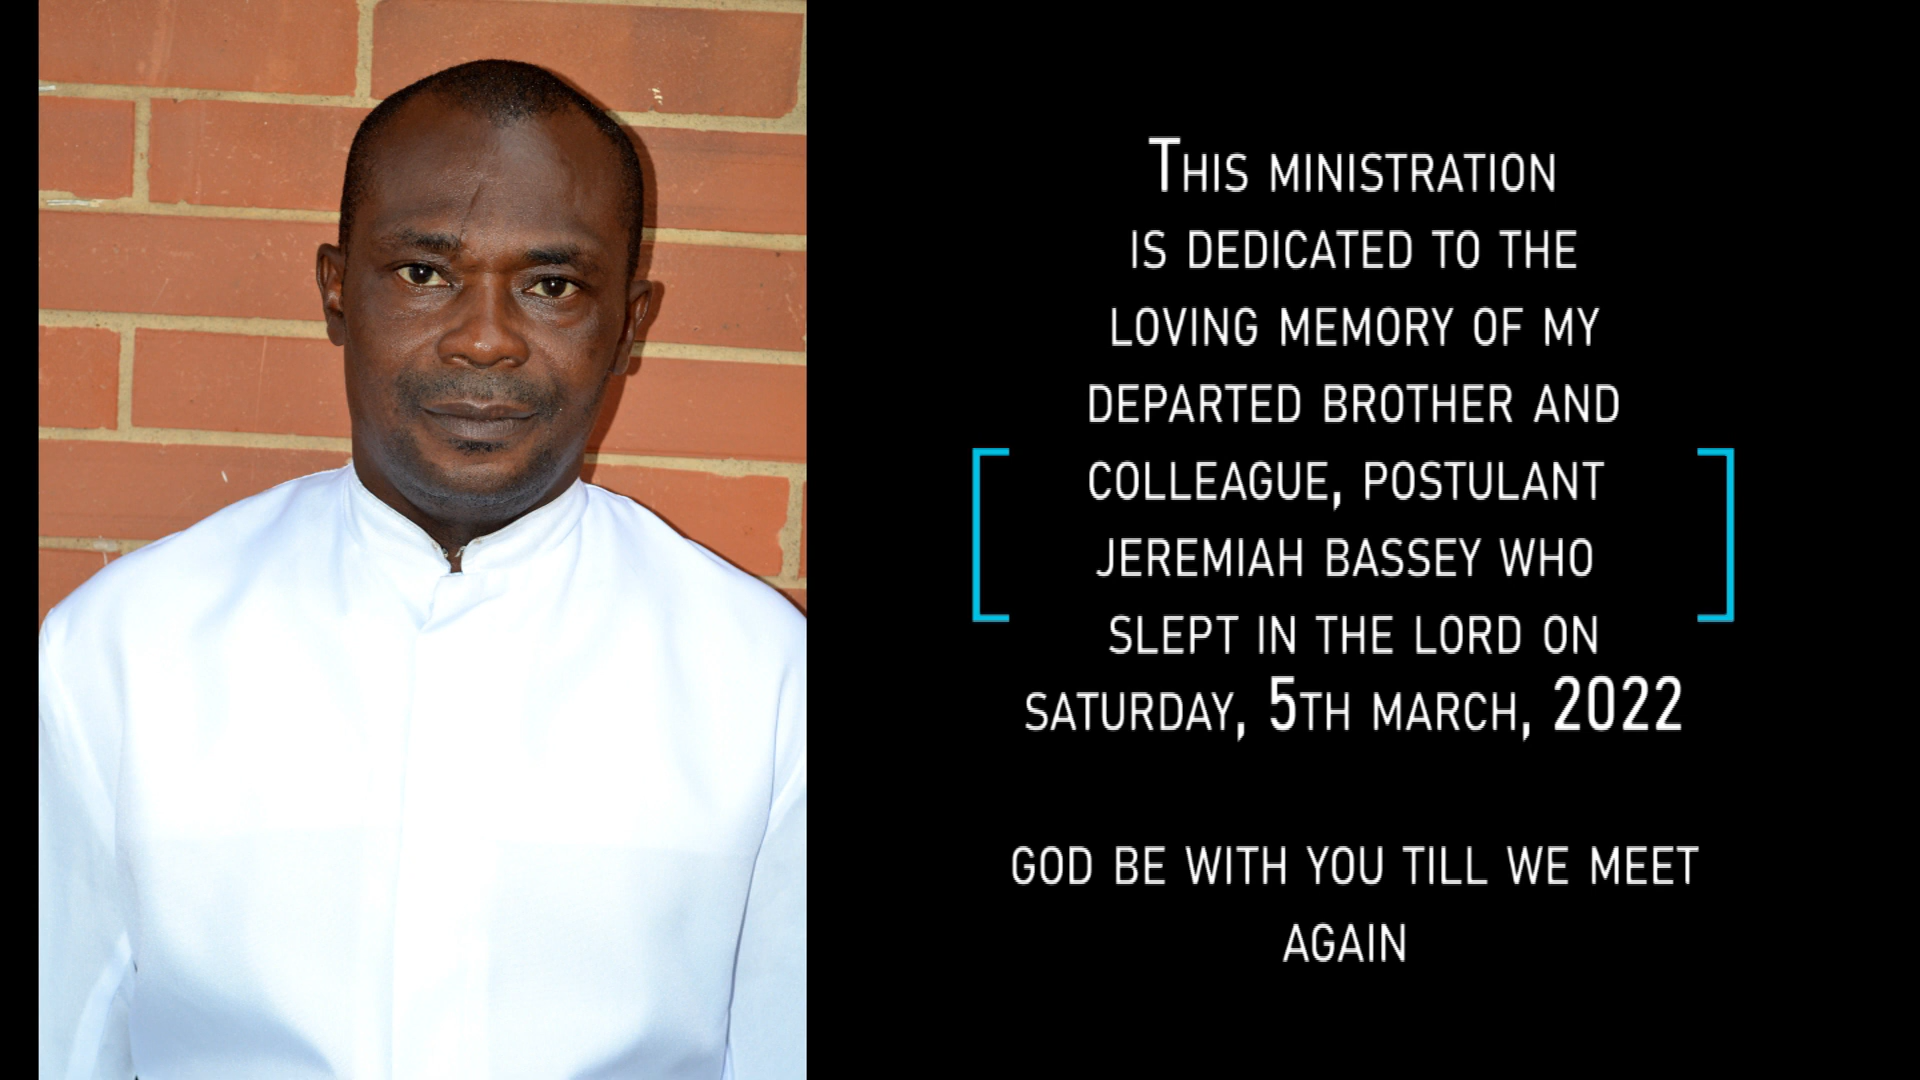 This ministration
is dedicated to the
loving memory of my
departed brother and
colleague, postulant
jeremiah bassey who
slept in the lord on
saturday, 5th march, 2022
god be with you till we meet
again